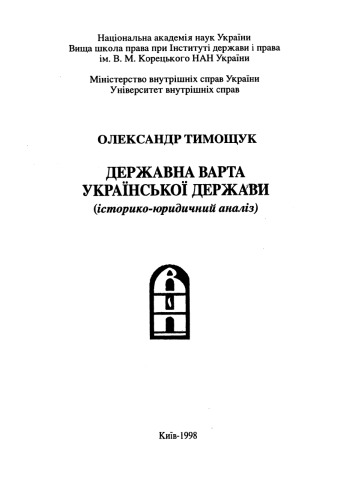 Національна академія наук України
Вища школа права при Інституті держави і права
ім. В. М. Корецького НАН України
Міністерство внутрішніх справ України
Університет внутрішніх справ
ОЛЕКСАНДР ТИМОЩУК
ДЕРЖАВНА ВАРТА
УКРАЇНСЬКОЇ ДЕРЖАВИ
(історико-юридичний аналіз)
Київ-1998